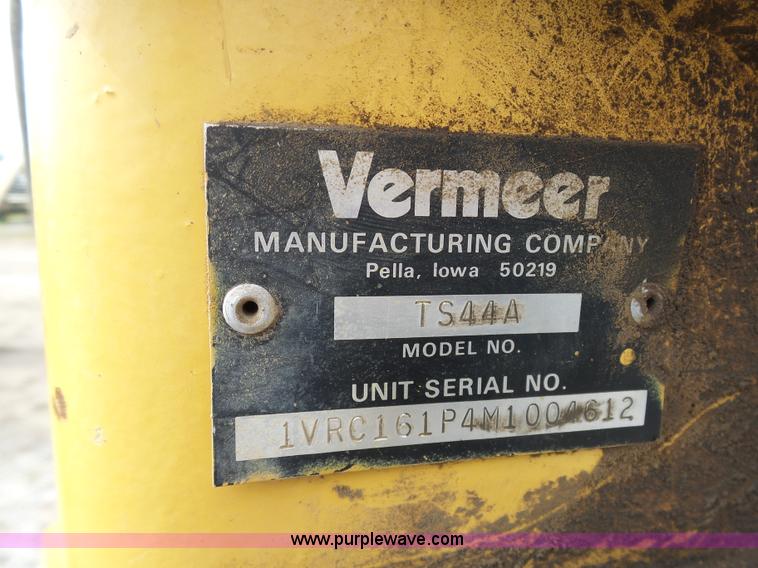 Vermeer
MANUFACTURING COMPANY
Pella, Iowa 50219
TS44A
MODEL NO.
UNIT SERIAL NO.
1VRC161P4M1004612
www.purplewave.com